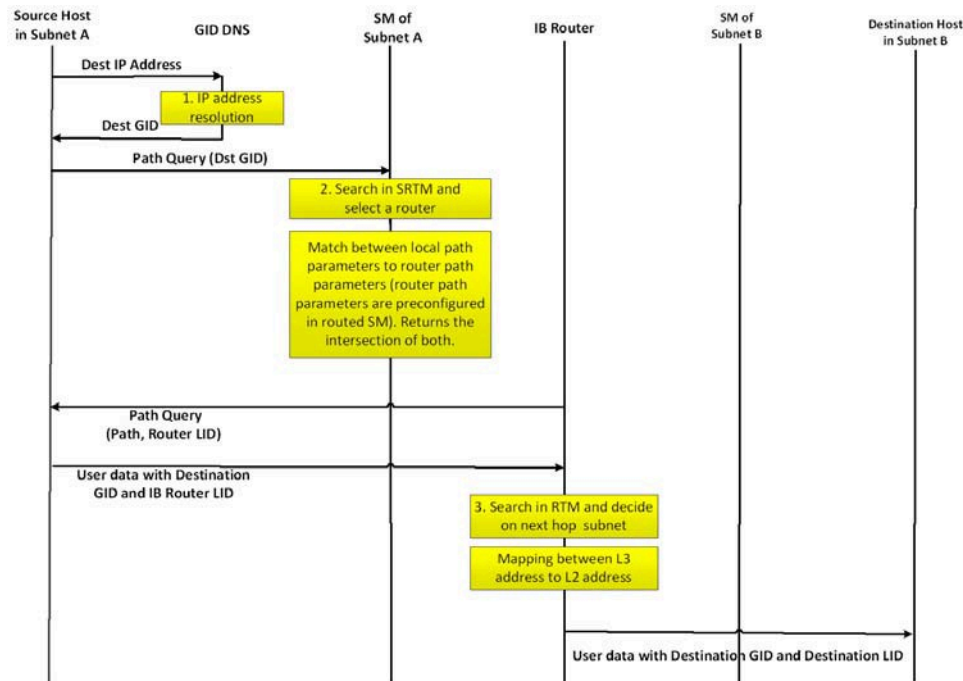 Source Host
in Subnet A
GID DNS
SM of
Subnet A
IB Router
SM of
Subnet B
Destination Host
in Subnet B
Dest IP Address
1. IP address
resolution
Dest GID
Path Query (Dst GID)
2. Search in SRTM and
select a router
Match between local path
parameters to router path
parameters (router path
parameters are preconfigured
in routed SM). Returns the
intersection of both.
Path Query
(Path, Router LID)
User data with Destination
GID and IB Router LID
3. Search in RTM and decide
on next hop subnet
Mapping between L3
address to L2 address
User data with Destination GID and Destination LID